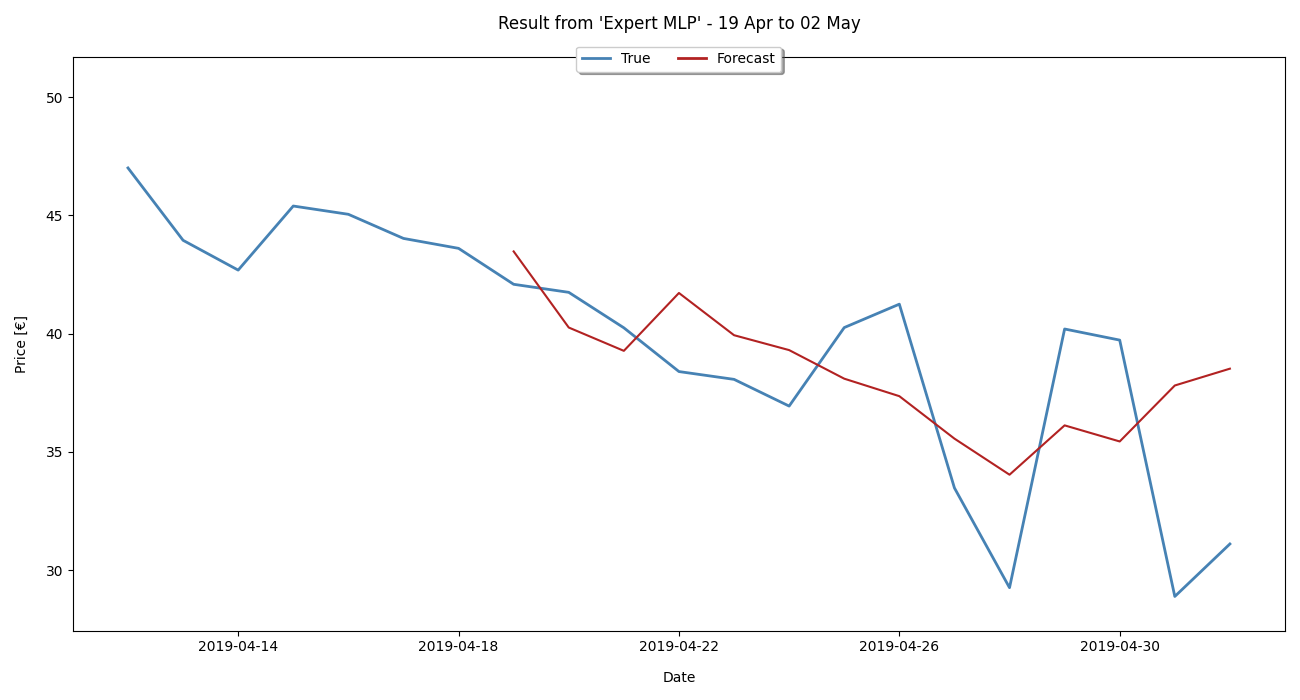 Result from 'Expert MLP' - 19 Apr to 02 May
True Forecast
50
45
40
35
30
Price [€]
2019-04-14 2019-04-18 2019-04-22 2019-04-26 2019-04-30
Date